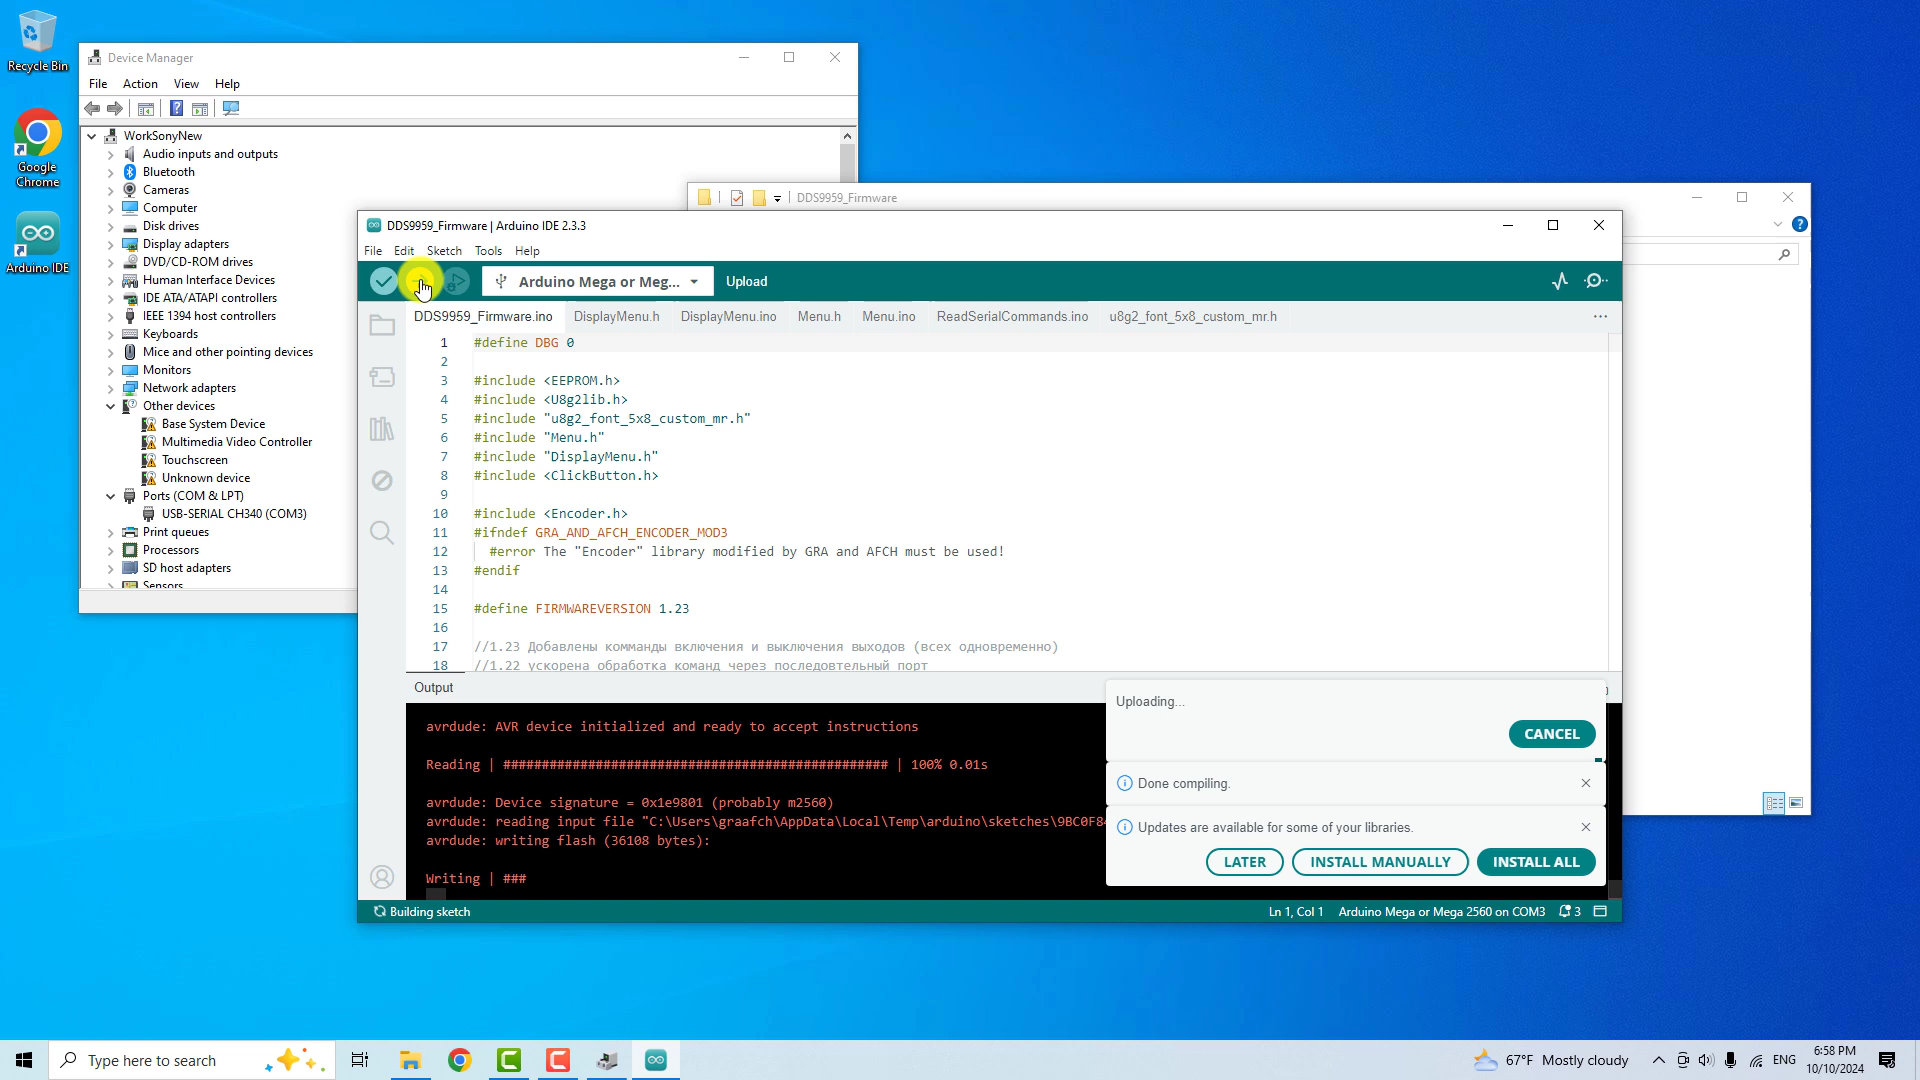 Recycle Bin
Google
Chrome
Arduino IDE
Device Manager
File Action View Help
WorkSonyNew
Audio inputs and outputs
Bluetooth
Cameras
Computer
Disk drives
Display adapters
DVD/CD-ROM drives
Human Interface Devices
IDE ATA/ATAPI controllers
IEEE 1394 host controllers
Keyboards
Mice and other pointing devices
Monitors
Network adapters
Other devices
Base System Device
Multimedia Video Controller
Touchscreen
Unknown device
Ports (COM & LPT)
USB-SERIAL CH340 (COM3)
Print queues
Processors
SD host adapters
Sensors
DDS9959_Firmware
DDS9959_Firmware | Arduino IDE 2.3.3
File Edit Sketch Tools Help
Arduino Mega or Meg... Upload
DDS9959_Firmware.ino DisplayMenu.h DisplayMenu.ino Menu.h Menu.ino ReadSerialCommands.ino u8g2_font_5x8_custom_mr.h ...
1 #define DBG 0
2
3 #include <EEPROM.h>
4 #include <U8g2lib.h>
5 #include "u8g2_font_5x8_custom_mr.h"
6 #include "Menu.h"
7 #include "DisplayMenu.h"
8 #include <ClickButton.h>
9
10 #include <Encoder.h>
11 #ifndef GRA_AND_AFCH_ENCODER_MOD3
12 #error The "Encoder" library modified by GRA and AFCH must be used!
13 #endif
14
15 #define FIRMWAREVERSION 1.23
16
17 //1.23 Добавлены комманды включения и выключения выходов (всех одновременно)
18 //1.22 ускорена обработка команд через последовтельный порт
Output
avrdude: AVR device initialized and ready to accept instructions
Reading | ################################################## | 100% 0.01s
avrdude: Device signature = 0x1e9801 (probably m2560)
avrdude: reading input file "C:\Users\graafch\AppData\Local\Temp\arduino\sketches\9BC0F84
avrdude: writing flash (36108 bytes):
Writing | ###
Uploading...
CANCEL
Done compiling.
Updates are available for some of your libraries.
LATER INSTALL MANUALLY INSTALL ALL
Building sketch
Ln 1, Col 1 Arduino Mega or Mega 2560 on COM3 3
Type here to search
67°F Mostly cloudy
ENG
6:58 PM
10/10/2024